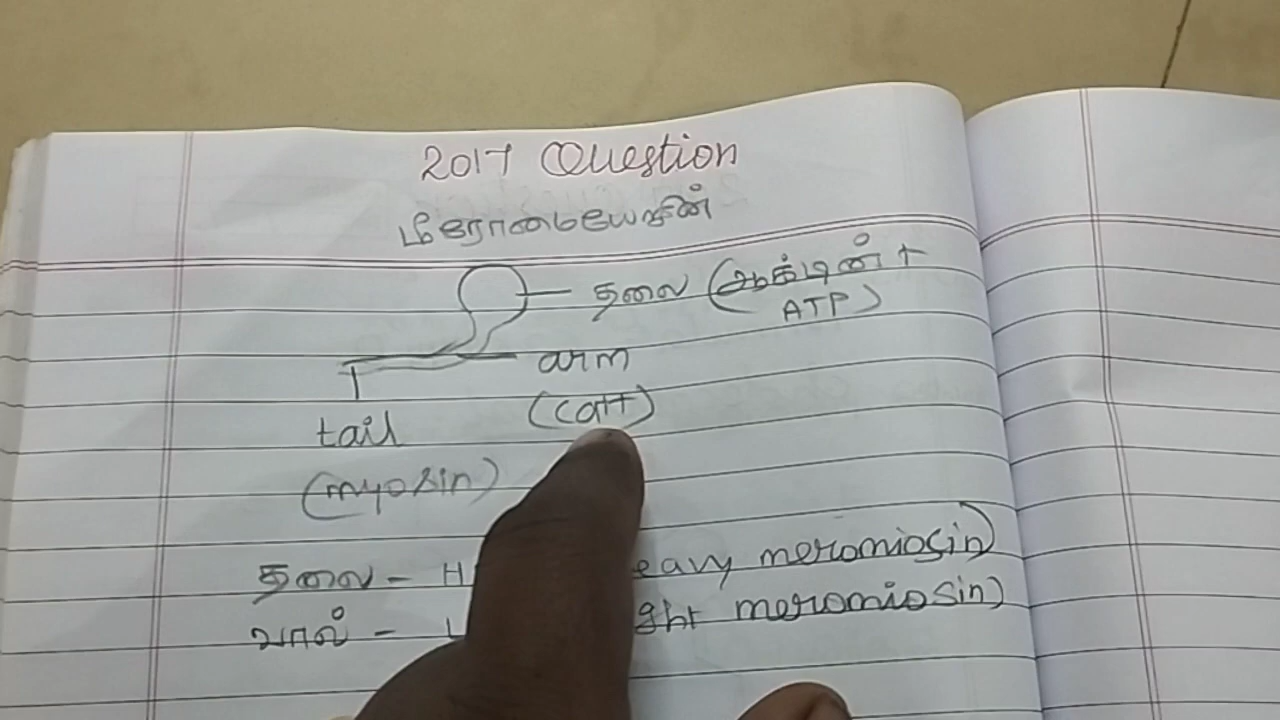 2017 Question
மீரோமையோசின்
தலை (ஆக்டின் +
ATP)
arm
(Ca++)
tail
(myosin)
தலை - H eavy meromiosin)
வால் - L ght meromiosin)